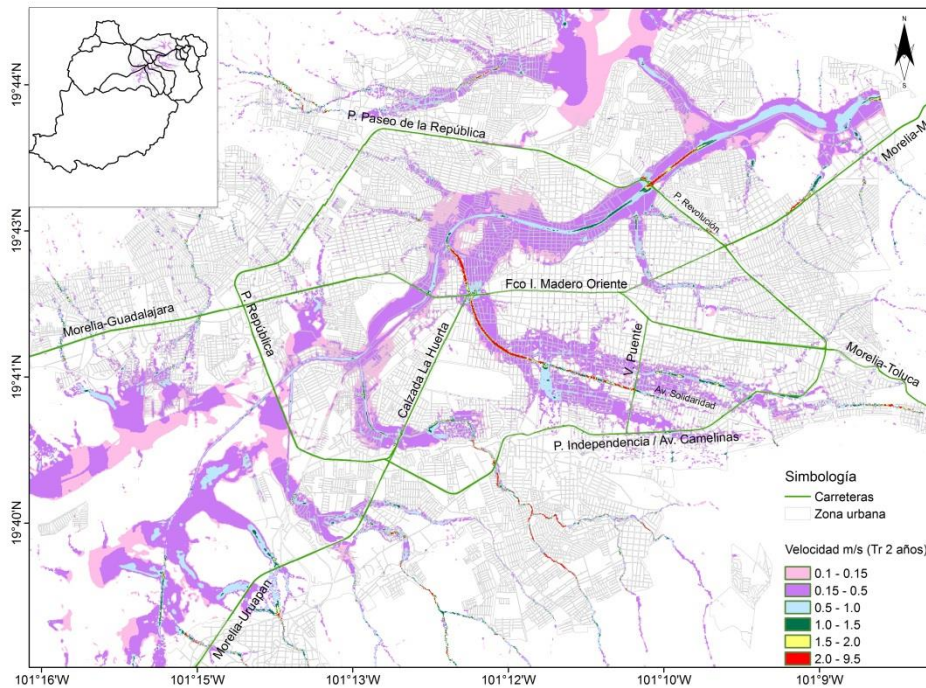 N
S
19°44'N
19°43'N
19°41'N
19°40'N
P. Paseo de la República
Morelia-M
P. Revolución
Fco I. Madero Oriente
Morelia-Guadalajara
P. República
Calzada La Huerta
V. Puente
Av. Solidaridad
Morelia-Toluca
P. Independencia / Av. Camelinas
Morelia-Uruapan
Simbología
Carreteras
Zona urbana
Velocidad m/s (Tr 2 años)
0.1 - 0.15
0.15 - 0.5
0.5 - 1.0
1.0 - 1.5
1.5 - 2.0
2.0 - 9.5
101°16'W
101°15'W
101°13'W
101°12'W
101°10'W
101°9'W